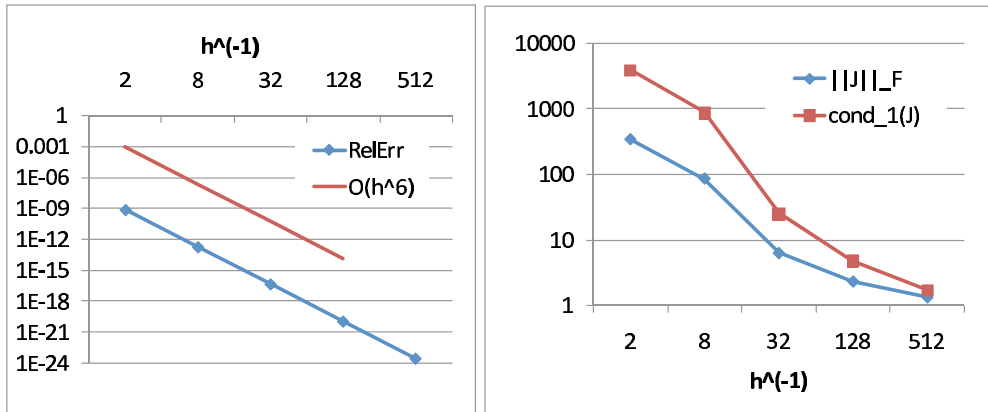 h^(-1)
2 8 32 128 512
1
0.001
1E-06
1E-09
1E-12
1E-15
1E-18
1E-21
1E-24
RelErr
O(h^6)
10000
1000
100
10
1
||J||_F
cond_1(J)
2 8 32 128 512
h^(-1)